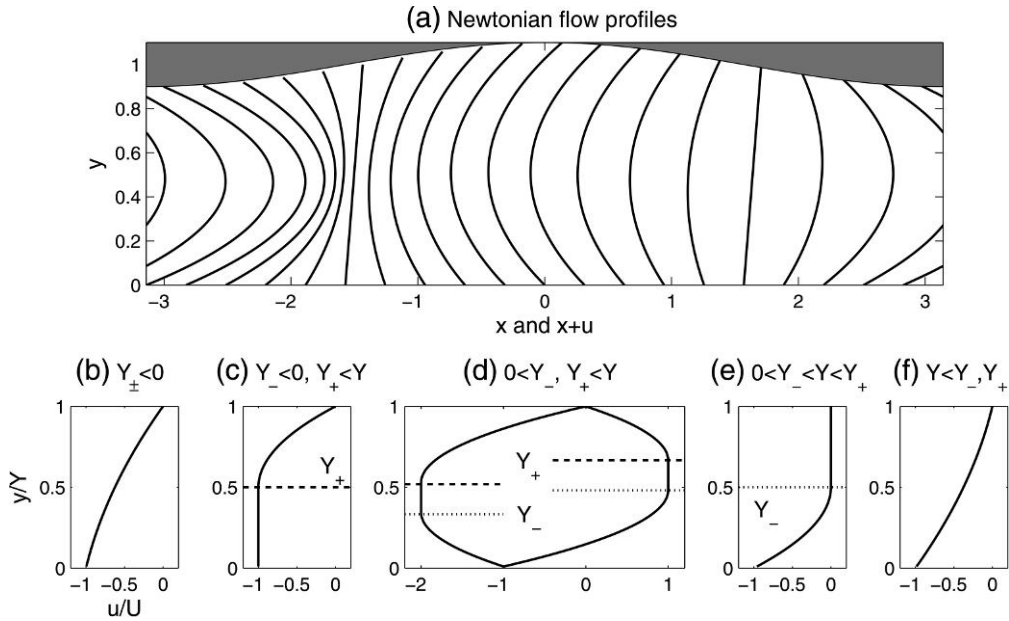 (a) Newtonian flow profiles
1
0.8
0.6
0.4
0.2
0
y
−3 −2 −1 0 1 2 3
x and x+u
(b) Y±<0
(c) Y−<0, Y+<Y
(d) 0<Y−, Y+<Y
(e) 0<Y−<Y<Y+
(f) Y<Y−,Y+
1
0.5
0
y/Y
−1 −0.5 0
u/U
1
0.5
0
Y+
−1 −0.5 0
1
0.5
0
Y+
Y−
−2 −1 0 1
1
0.5
0
Y−
−1 −0.5 0
1
0.5
0
−1 −0.5 0